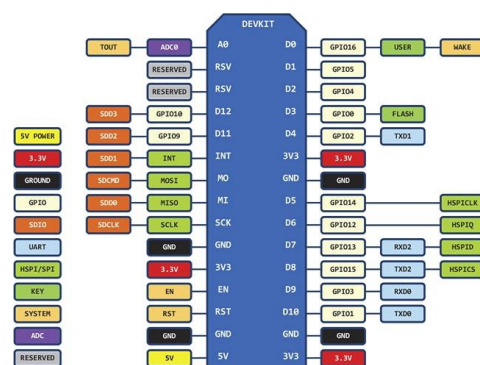 DEVKIT
TOUT ADC0 A0 D0 GPIO16 USER WAKE
RESERVED RSV D1 GPIO5
RESERVED RSV D2 GPIO4
SDD3 GPIO10 D12 D3 GPIO0 FLASH
5V POWER SDD2 GPIO9 D11 D4 GPIO2 TXD1
3.3V SDD1 INT INT 3V3 3.3V
GROUND SDCMD MOSI MO GND GND
GPIO SDD0 MISO MI D5 GPIO14 HSPICLK
SDIO SDCLK SCLK SCK D6 GPIO12 HSPIQ
UART GND GND D7 GPIO13 RXD2 HSPID
HSPI/SPI 3.3V 3V3 D8 GPIO15 TXD2 HSPICS
KEY EN EN D9 GPIO3 RXD0
SYSTEM RST RST D10 GPIO1 TXD0
ADC GND GND GND GND
RESERVED 5V 5V 3V3 3.3V